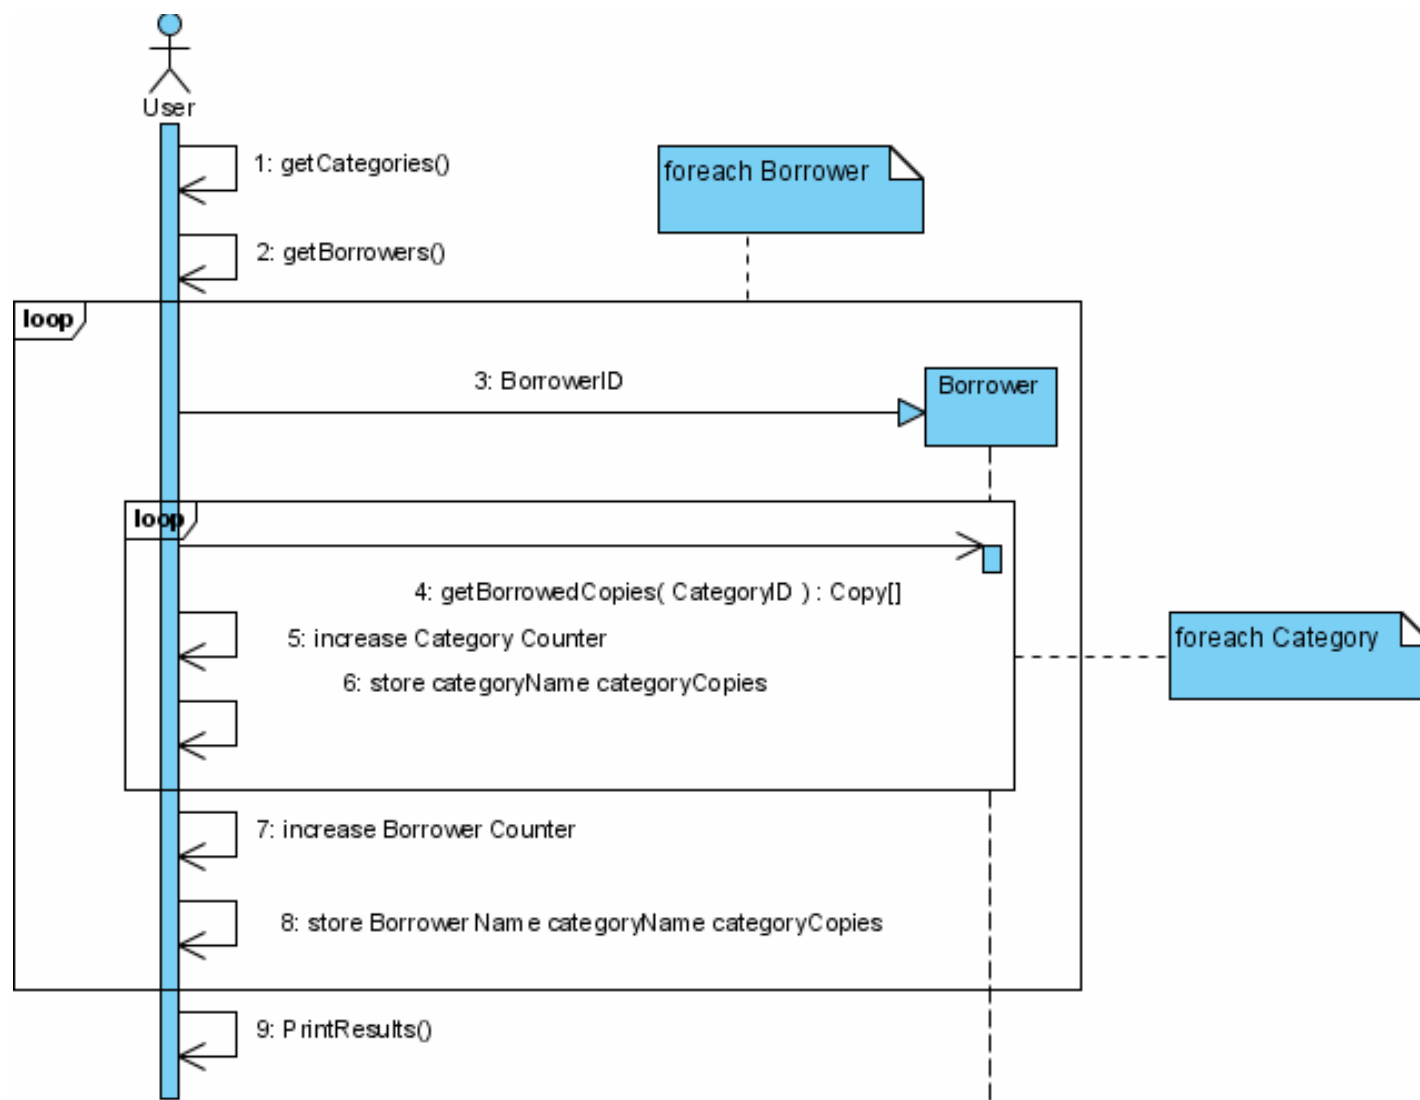 User
1: getCategories()
foreach Borrower
2: getBorrowers()
loop
3: BorrowerID
Borrower
loop
4: getBorrowedCopies( CategoryID ) : Copy[]
5: increase Category Counter
foreach Category
6: store categoryName categoryCopies
7: increase Borrower Counter
8: store Borrower Name categoryName categoryCopies
9: PrintResults()